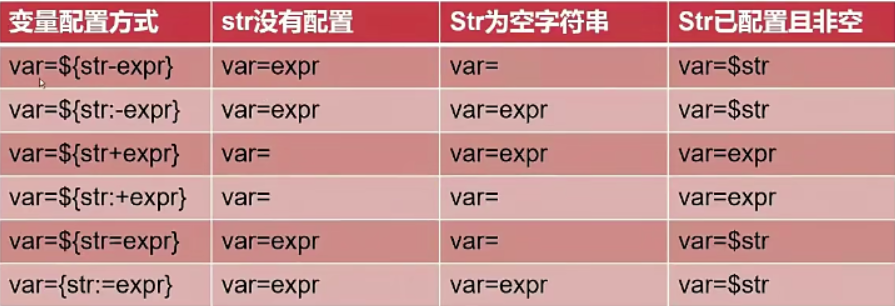 变量配置方式 str没有配置 Str为空字符串 Str已配置且非空
var=${str-expr} var=expr var= var=$str
var=${str:-expr} var=expr var=expr var=$str
var=${str+expr} var= var=expr var=expr
var=${str:+expr} var= var= var=expr
var=${str=expr} var=expr var= var=$str
var={str:=expr} var=expr var=expr var=$str